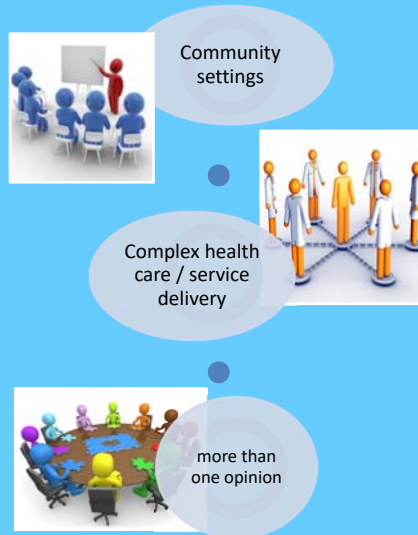 Community
settings
Complex health
care / service
delivery
more than
one opinion